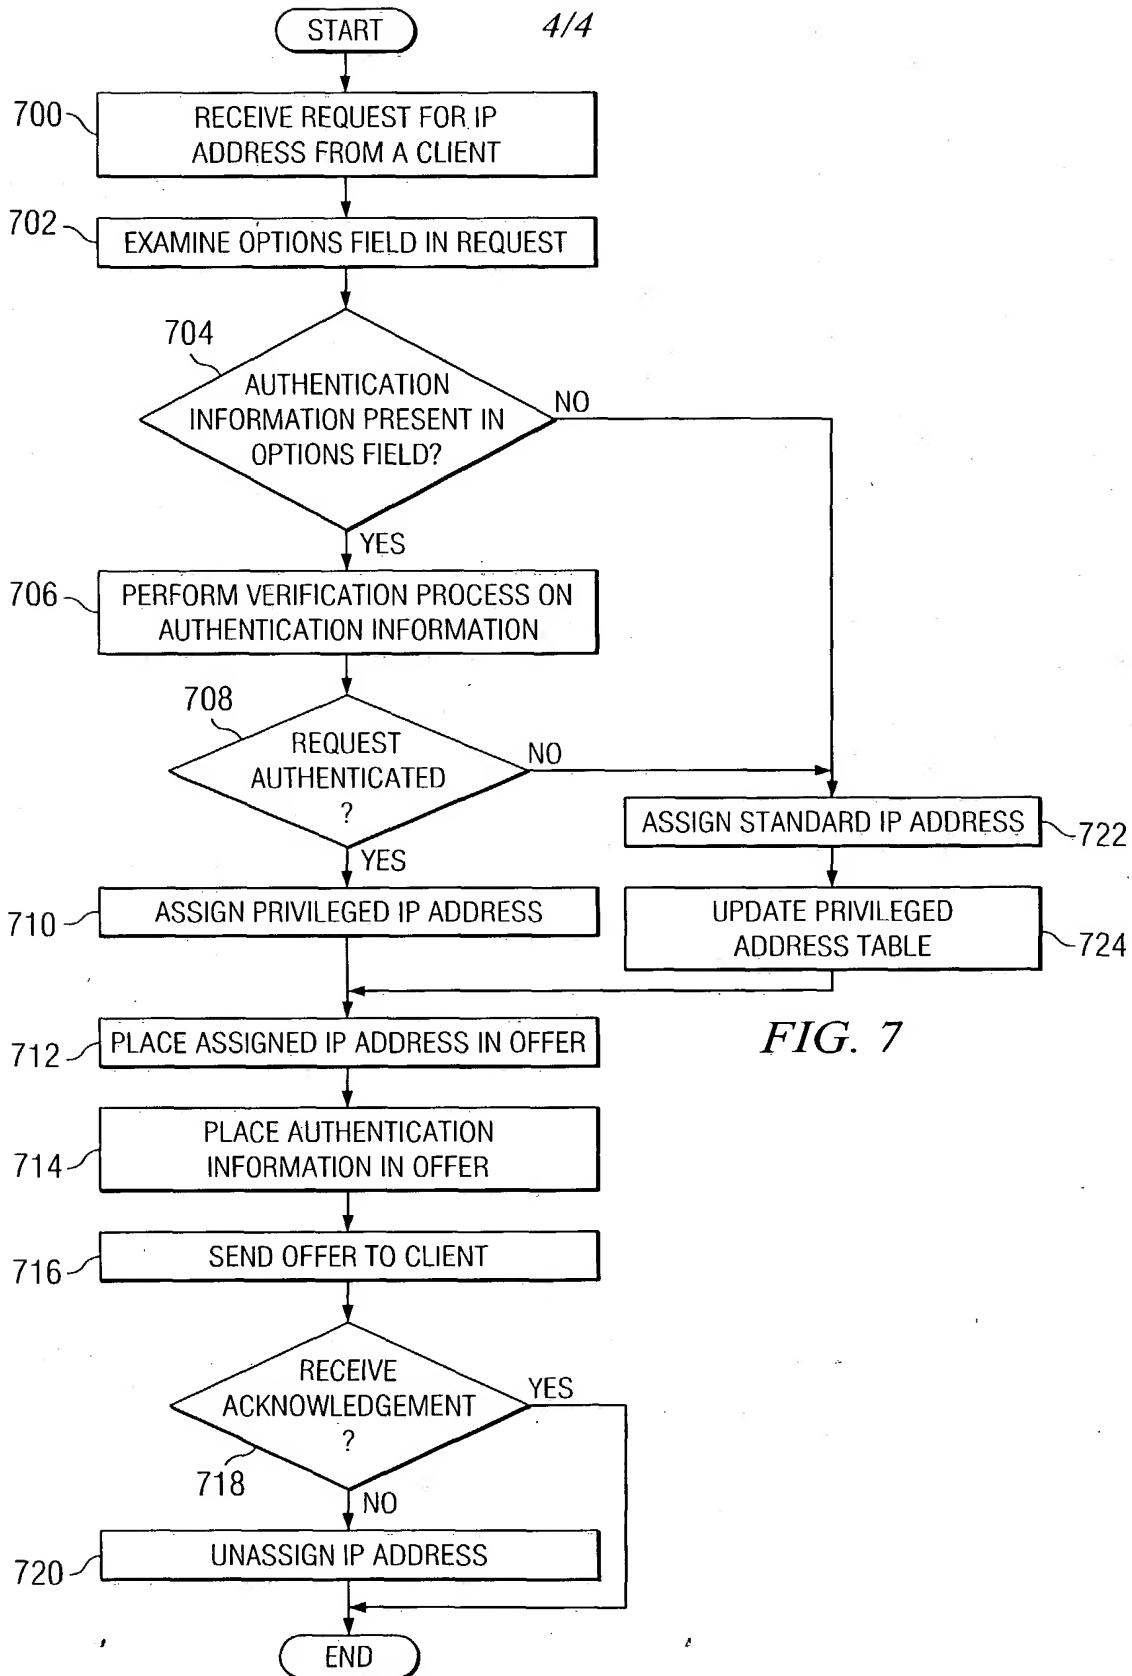 START
4/4
700
RECEIVE REQUEST FOR IP
ADDRESS FROM A CLIENT
702
EXAMINE OPTIONS FIELD IN REQUEST
704
AUTHENTICATION
INFORMATION PRESENT IN
OPTIONS FIELD?
NO
YES
706
PERFORM VERIFICATION PROCESS ON
AUTHENTICATION INFORMATION
708
REQUEST
AUTHENTICATED
?
NO
YES
ASSIGN STANDARD IP ADDRESS
722
710
ASSIGN PRIVILEGED IP ADDRESS
UPDATE PRIVILEGED
ADDRESS TABLE
724
712
PLACE ASSIGNED IP ADDRESS IN OFFER
FIG. 7
714
PLACE AUTHENTICATION
INFORMATION IN OFFER
716
SEND OFFER TO CLIENT
RECEIVE
ACKNOWLEDGEMENT
?
YES
718
NO
720
UNASSIGN IP ADDRESS
END